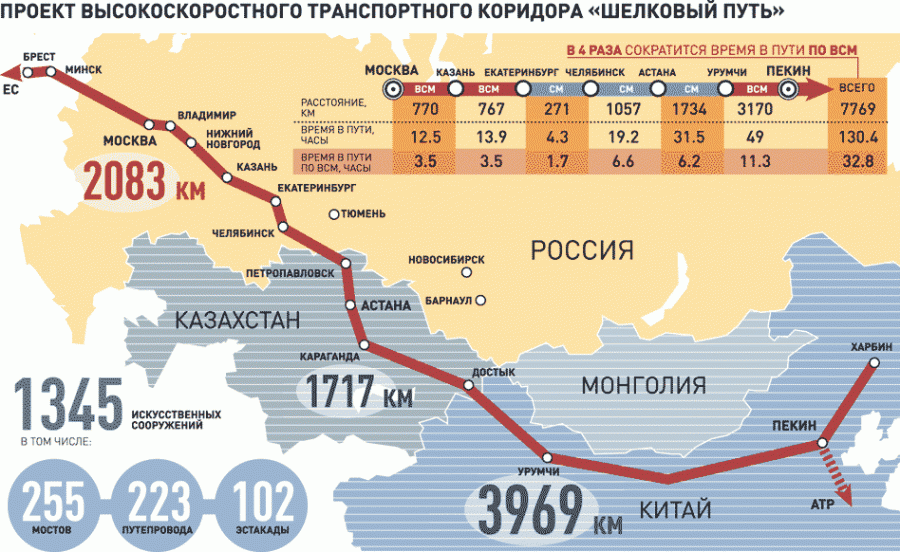 ПРОЕКТ ВЫСОКОСКОРОСТНОГО ТРАНСПОРТНОГО КОРИДОРА «ШЕЛКОВЫЙ ПУТЬ»
В 4 РАЗА СОКРАТИТСЯ ВРЕМЯ В ПУТИ ПО ВСМ
МОСКВА КАЗАНЬ ЕКАТЕРИНБУРГ ЧЕЛЯБИНСК АСТАНА УРУМЧИ ПЕКИН
ВСМ ВСМ СМ СМ СМ ВСМ ВСЕГО
РАССТОЯНИЕ, КМ 770 767 271 1057 1734 3170 7769
ВРЕМЯ В ПУТИ, ЧАСЫ 12.5 13.9 4.3 19.2 31.5 49 130.4
ВРЕМЯ В ПУТИ ПО ВСМ, ЧАСЫ 3.5 3.5 1.7 6.6 6.2 11.3 32.8
БРЕСТ
МИНСК
ЕС
ВЛАДИМИР
МОСКВА
НИЖНИЙ
НОВГОРОД
2083 КМ
КАЗАНЬ
ЕКАТЕРИНБУРГ
ТЮМЕНЬ
ЧЕЛЯБИНСК
РОССИЯ
НОВОСИБИРСК
ПЕТРОПАВЛОВСК
БАРНАУЛ
АСТАНА
КАЗАХСТАН
КАРАГАНДА
ХАРБИН
ДОСТЫК
МОНГОЛИЯ
1717 КМ
1345 ИСКУССТВЕННЫХ
СООРУЖЕНИЙ
В ТОМ ЧИСЛЕ:
ПЕКИН
УРУМЧИ
255
МОСТОВ
223
ПУТЕПРОВОДА
102
ЭСТАКАДЫ
3969 КМ
КИТАЙ
АТР